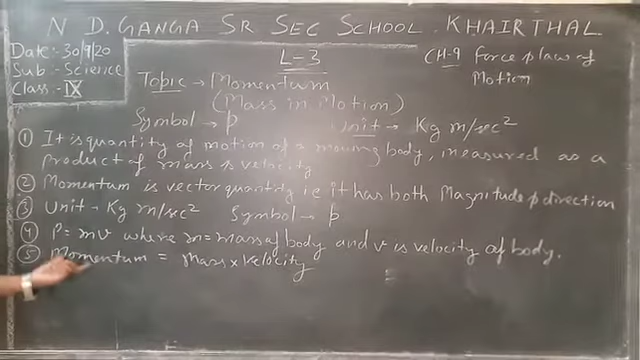 N D. GANGA SR SEC SCHOOL. KHAIRTHAL
Date:- 30/9/20
Sub:- Science
Class:- IX
L-3
CH-9 Force & law of
Motion
Topic → Momentum
(Mass in Motion)
Symbol → p
Unit → Kg m/sec²
① It is quantity of motion of a moving body, measured as a
product of mass & velocity
② Momentum is vector quantity i.e it has both Magnitude & direction
③ Unit → Kg m/sec² Symbol → p
④ P = mv where m = mass of body and v is velocity of body.
⑤ Momentum = Mass x velocity
=